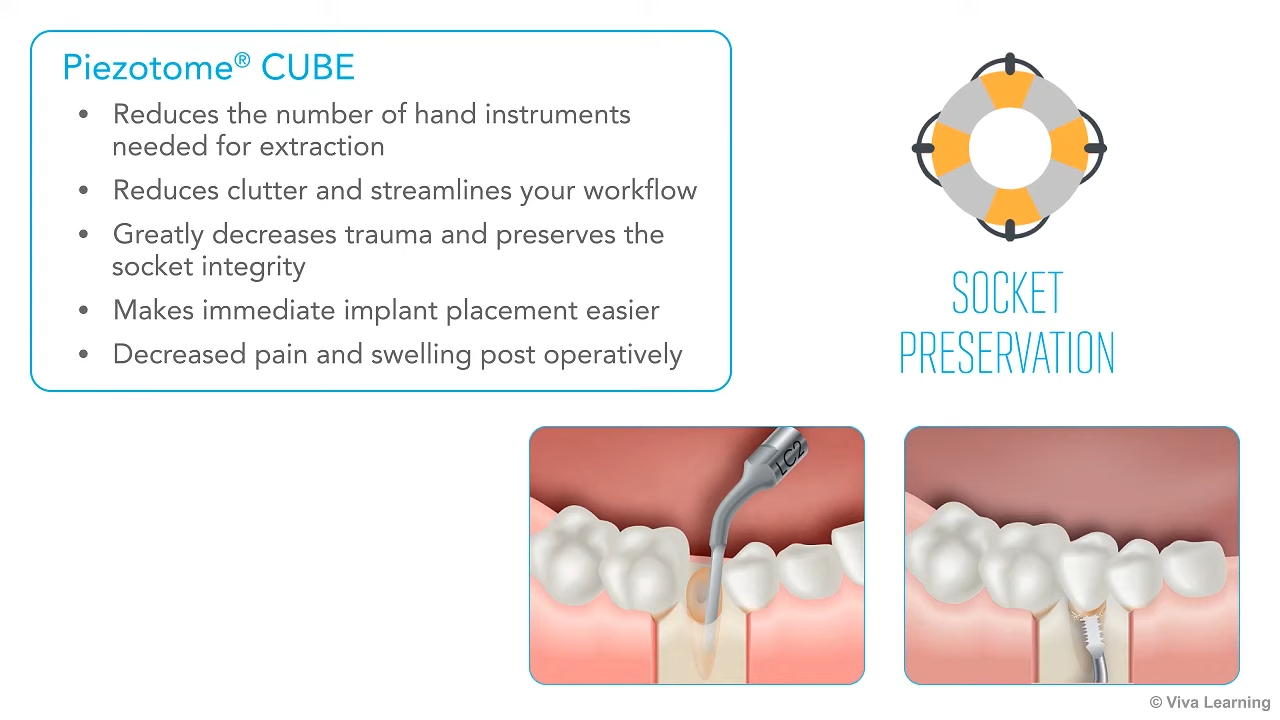 Piezotome® CUBE
• Reduces the number of hand instruments
needed for extraction
• Reduces clutter and streamlines your workflow
• Greatly decreases trauma and preserves the
socket integrity
• Makes immediate implant placement easier
• Decreased pain and swelling post operatively
SOCKET
PRESERVATION
LC2
© Viva Learning